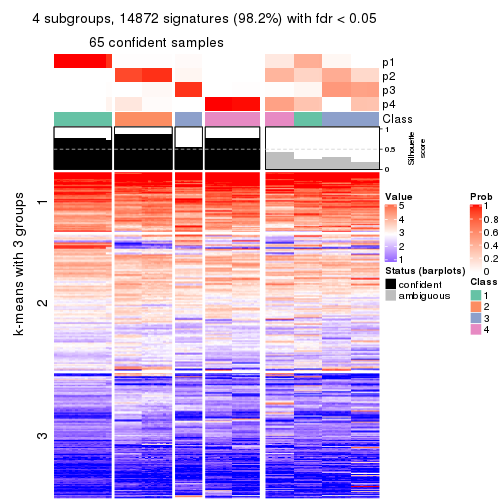 4 subgroups, 14872 signatures (98.2%) with fdr < 0.05
65 confident samples
p1
p2
p3
p4
Class
1
0.5
0
Silhouette
score
k-means with 3 groups
1
2
3
Value
5
4
3
2
1
Status (barplots)
confident
ambiguous
Prob
1
0.8
0.6
0.4
0.2
0
Class
1
2
3
4